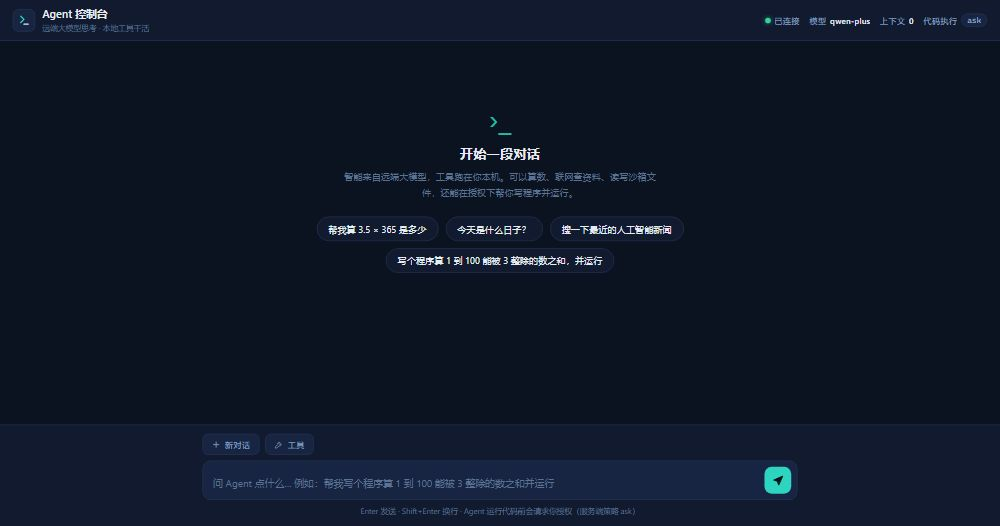 Agent 控制台
远端大模型思考 · 本地工具干活
已连接 模型 qwen-plus 上下文 0 代码执行 ask
开始一段对话
智能来自远端大模型，工具跑在你本机。可以算数、联网查资料、读写沙箱文
件，还能在授权下帮你写程序并运行。
帮我算 3.5 × 365 是多少 今天是什么日子？ 搜一下最近的人工智能新闻
写个程序算 1 到 100 能被 3 整除的数之和，并运行
新对话 工具
问 Agent 点什么... 例如：帮我写个程序算 1 到 100 能被 3 整除的数之和并运行
Enter 发送 · Shift+Enter 换行 · Agent 运行代码前会请求你授权（服务端策略 ask）